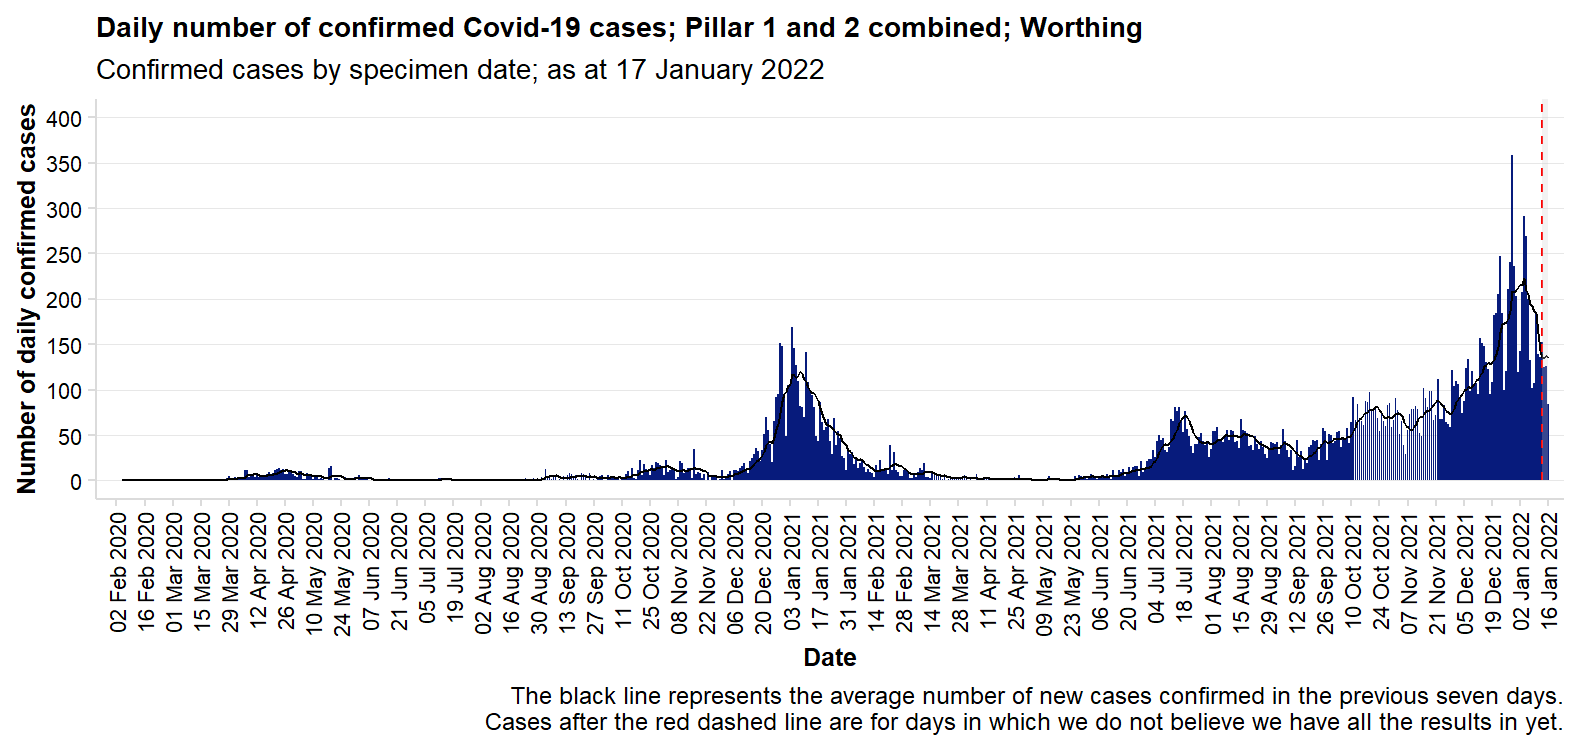 Daily number of confirmed Covid-19 cases; Pillar 1 and 2 combined; Worthing
Confirmed cases by specimen date; as at 17 January 2022
Number of daily confirmed cases
400
350
300
250
200
150
100
50
0
02 Feb 2020
16 Feb 2020
01 Mar 2020
15 Mar 2020
29 Mar 2020
12 Apr 2020
26 Apr 2020
10 May 2020
24 May 2020
07 Jun 2020
21 Jun 2020
05 Jul 2020
19 Jul 2020
02 Aug 2020
16 Aug 2020
30 Aug 2020
13 Sep 2020
27 Sep 2020
11 Oct 2020
25 Oct 2020
08 Nov 2020
22 Nov 2020
06 Dec 2020
20 Dec 2020
03 Jan 2021
17 Jan 2021
31 Jan 2021
14 Feb 2021
28 Feb 2021
14 Mar 2021
28 Mar 2021
11 Apr 2021
25 Apr 2021
09 May 2021
23 May 2021
06 Jun 2021
20 Jun 2021
04 Jul 2021
18 Jul 2021
01 Aug 2021
15 Aug 2021
29 Aug 2021
12 Sep 2021
26 Sep 2021
10 Oct 2021
24 Oct 2021
07 Nov 2021
21 Nov 2021
05 Dec 2021
19 Dec 2021
02 Jan 2022
16 Jan 2022
Date
The black line represents the average number of new cases confirmed in the previous seven days.
Cases after the red dashed line are for days in which we do not believe we have all the results in yet.